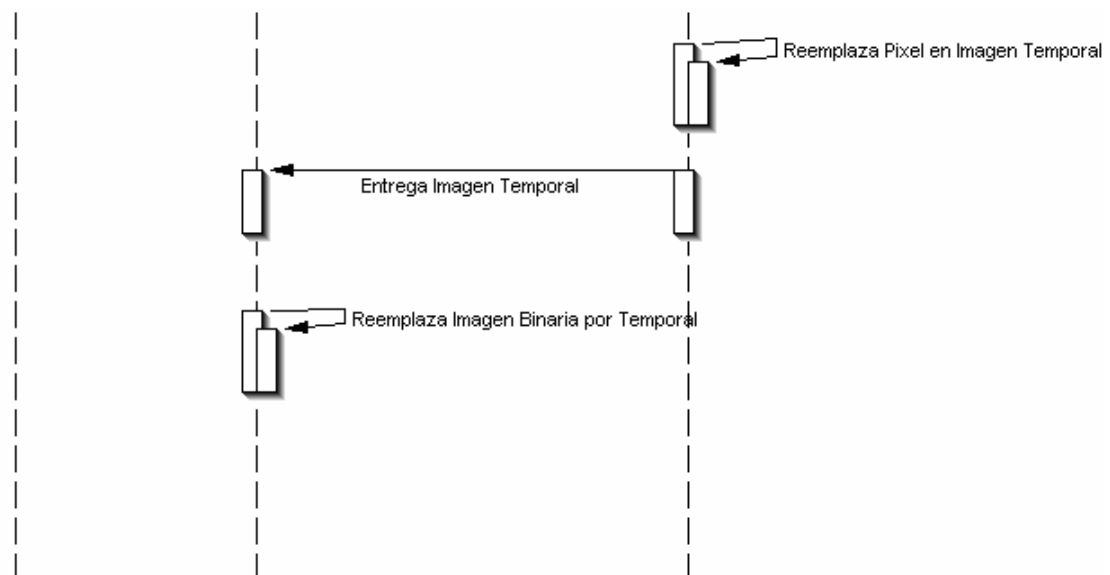 Reemplaza Pixel en Imagen Temporal
Entrega Imagen Temporal
Reemplaza Imagen Binaria por Temporal